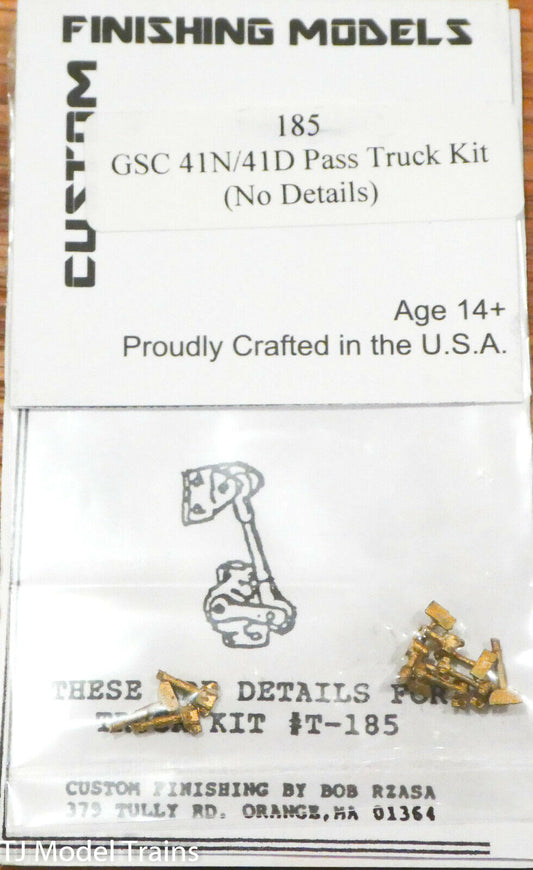 FINISHING MODELS
CUSTOM
185
GSC 41N/41D Pass Truck Kit
(No Details)
Age 14+
Proudly Crafted in the U.S.A.
THESE DETAILS FOR
TRUCK KIT #T-185
CUSTOM FINISHING BY BOB RZASA
379 TULLY RD. ORANGE, MA 01364
TJ Model Trains